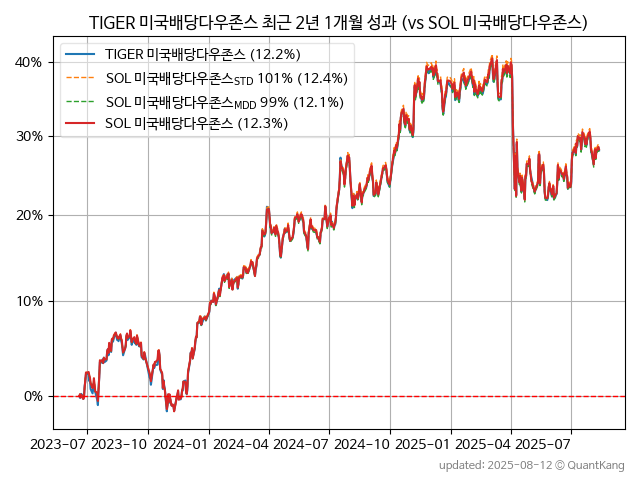 TIGER 미국배당다우존스 최근 2년 1개월 성과 (vs SOL 미국배당다우존스)
TIGER 미국배당다우존스 (12.2%)
SOL 미국배당다우존스STD 101% (12.4%)
SOL 미국배당다우존스MDD 99% (12.1%)
SOL 미국배당다우존스 (12.3%)
40%
30%
20%
10%
0%
2023-07 2023-10 2024-01 2024-04 2024-07 2024-10 2025-01 2025-04 2025-07
updated: 2025-08-12 © QuantKang